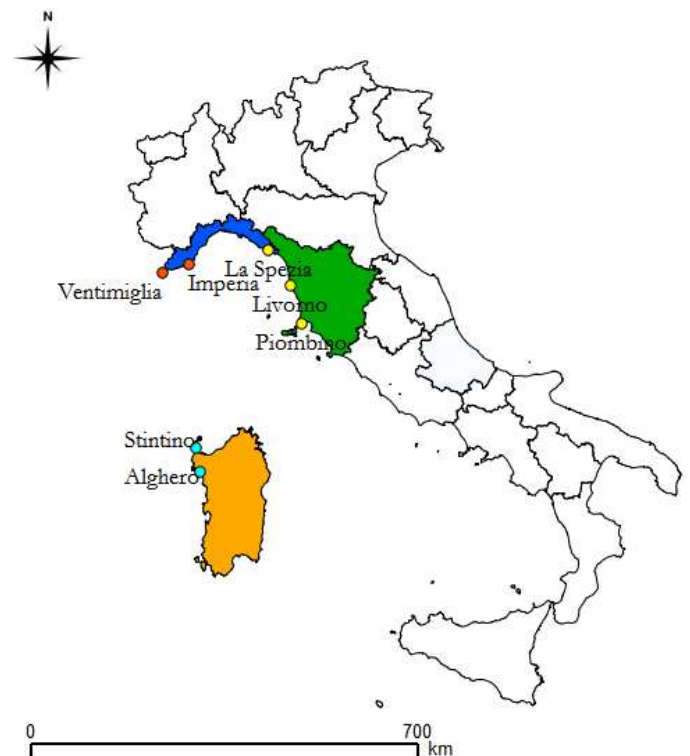 N
La Spezia
Ventimiglia
Imperia
Livorno
Piombino
Stintino
Alghero
0
700
km